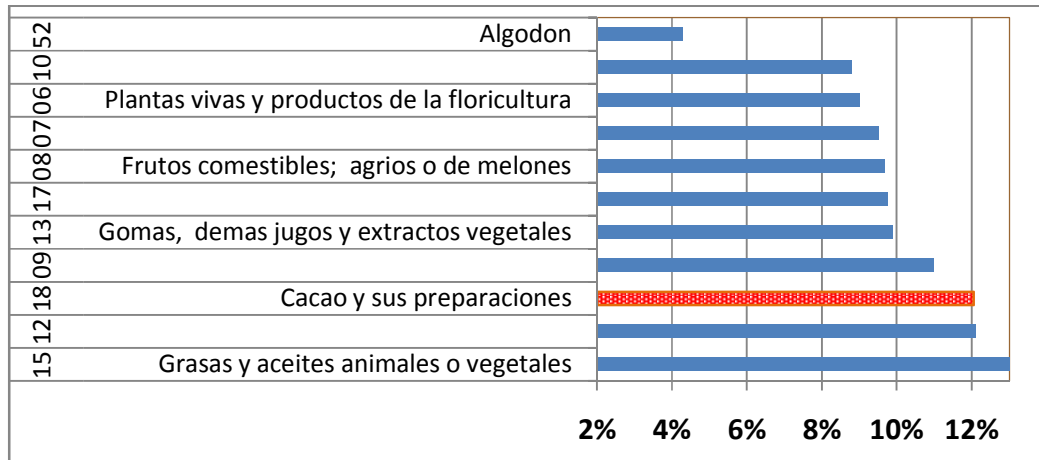 52 Algodon
10
06 Plantas vivas y productos de la floricultura
07
08 Frutos comestibles; agrios o de melones
17
13 Gomas, demas jugos y extractos vegetales
09
18 Cacao y sus preparaciones
12
15 Grasas y aceites animales o vegetales
2% 4% 6% 8% 10% 12%